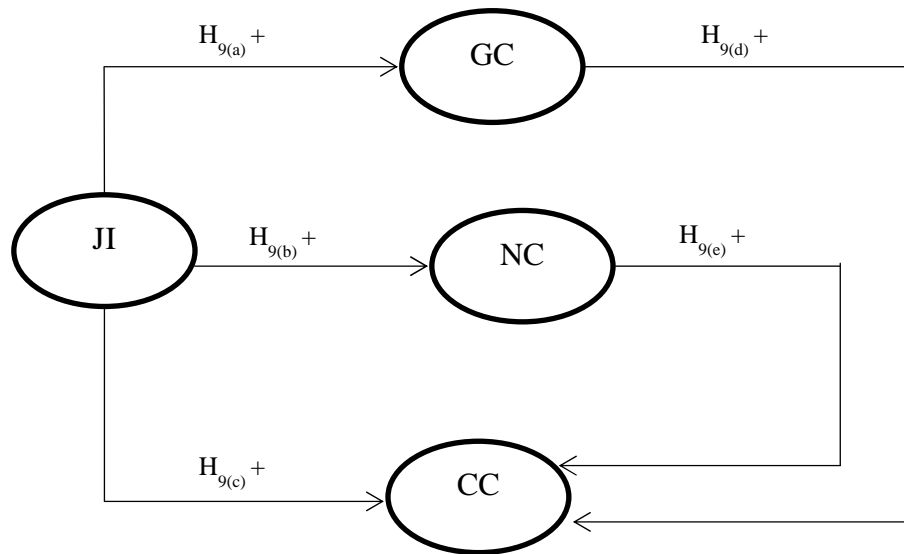 H9(a) +
GC
H9(d) +
JI
H9(b) +
NC
H9(e) +
H9(c) +
CC